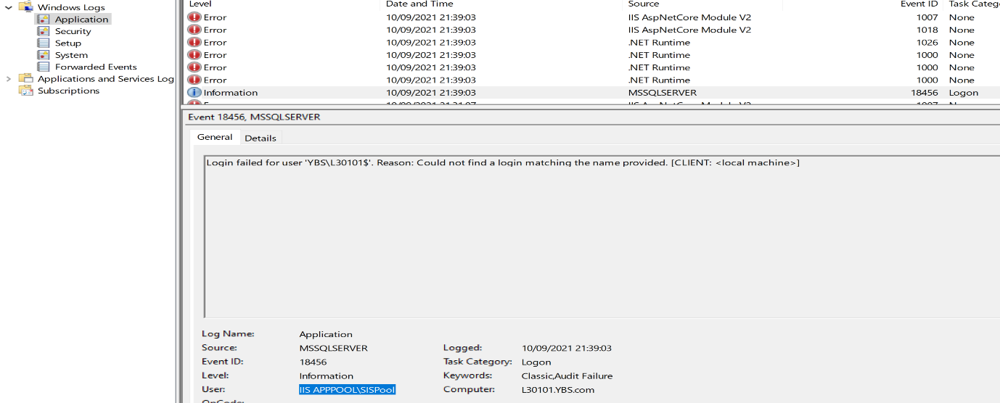 Windows Logs
Application
Security
Setup
System
Forwarded Events
Applications and Services Log
Subscriptions
Level Date and Time Source Event ID Task Categ
Error 10/09/2021 21:39:03 IIS AspNetCore Module V2 1007 None
Error 10/09/2021 21:39:03 IIS AspNetCore Module V2 1018 None
Error 10/09/2021 21:39:03 .NET Runtime 1026 None
Error 10/09/2021 21:39:03 .NET Runtime 1000 None
Error 10/09/2021 21:39:03 .NET Runtime 1000 None
Error 10/09/2021 21:39:03 .NET Runtime 1000 None
Information 10/09/2021 21:39:03 MSSQLSERVER 18456 Logon
Event 18456, MSSQLSERVER
General Details
Login failed for user 'YBS\L30101$'. Reason: Could not find a login matching the name provided. [CLIENT: <local machine>]
Log Name: Application
Source: MSSQLSERVER Logged: 10/09/2021 21:39:03
Event ID: 18456 Task Category: Logon
Level: Information Keywords: Classic,Audit Failure
User: IIS APPPOOL\SISPool Computer: L30101.YBS.com
OpCode: